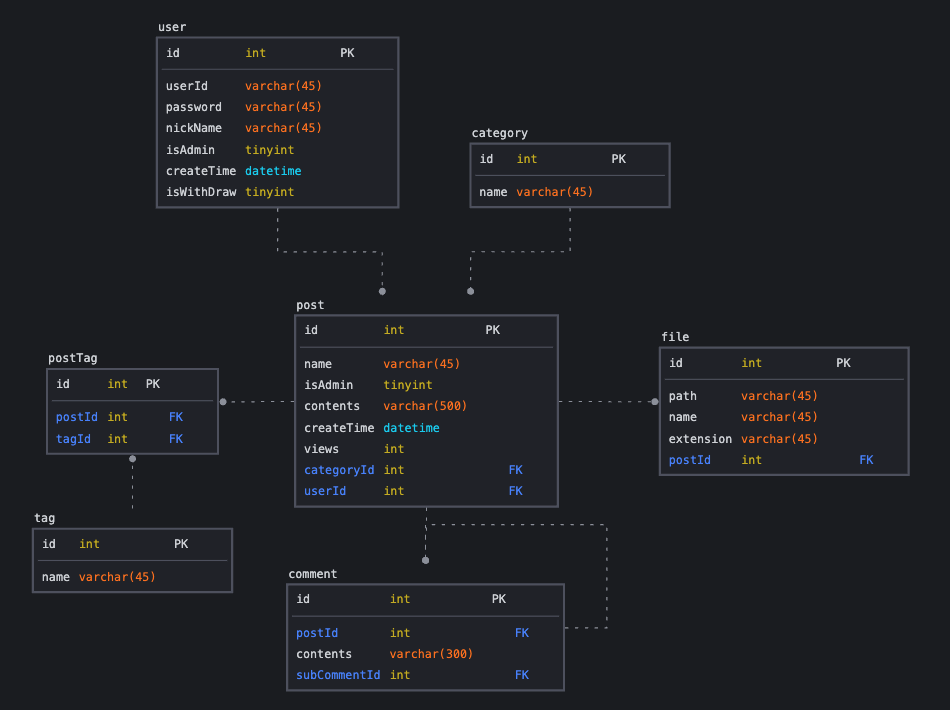 user
id int PK
userId varchar(45)
password varchar(45)
nickName varchar(45)
isAdmin tinyint
createTime datetime
isWithDraw tinyint
category
id int PK
name varchar(45)
post
id int PK
name varchar(45)
isAdmin tinyint
contents varchar(500)
createTime datetime
views int
categoryId int FK
userId int FK
file
id int PK
path varchar(45)
name varchar(45)
extension varchar(45)
postId int FK
postTag
id int PK
postId int FK
tagId int FK
tag
id int PK
name varchar(45)
comment
id int PK
postId int FK
contents varchar(300)
subCommentId int FK